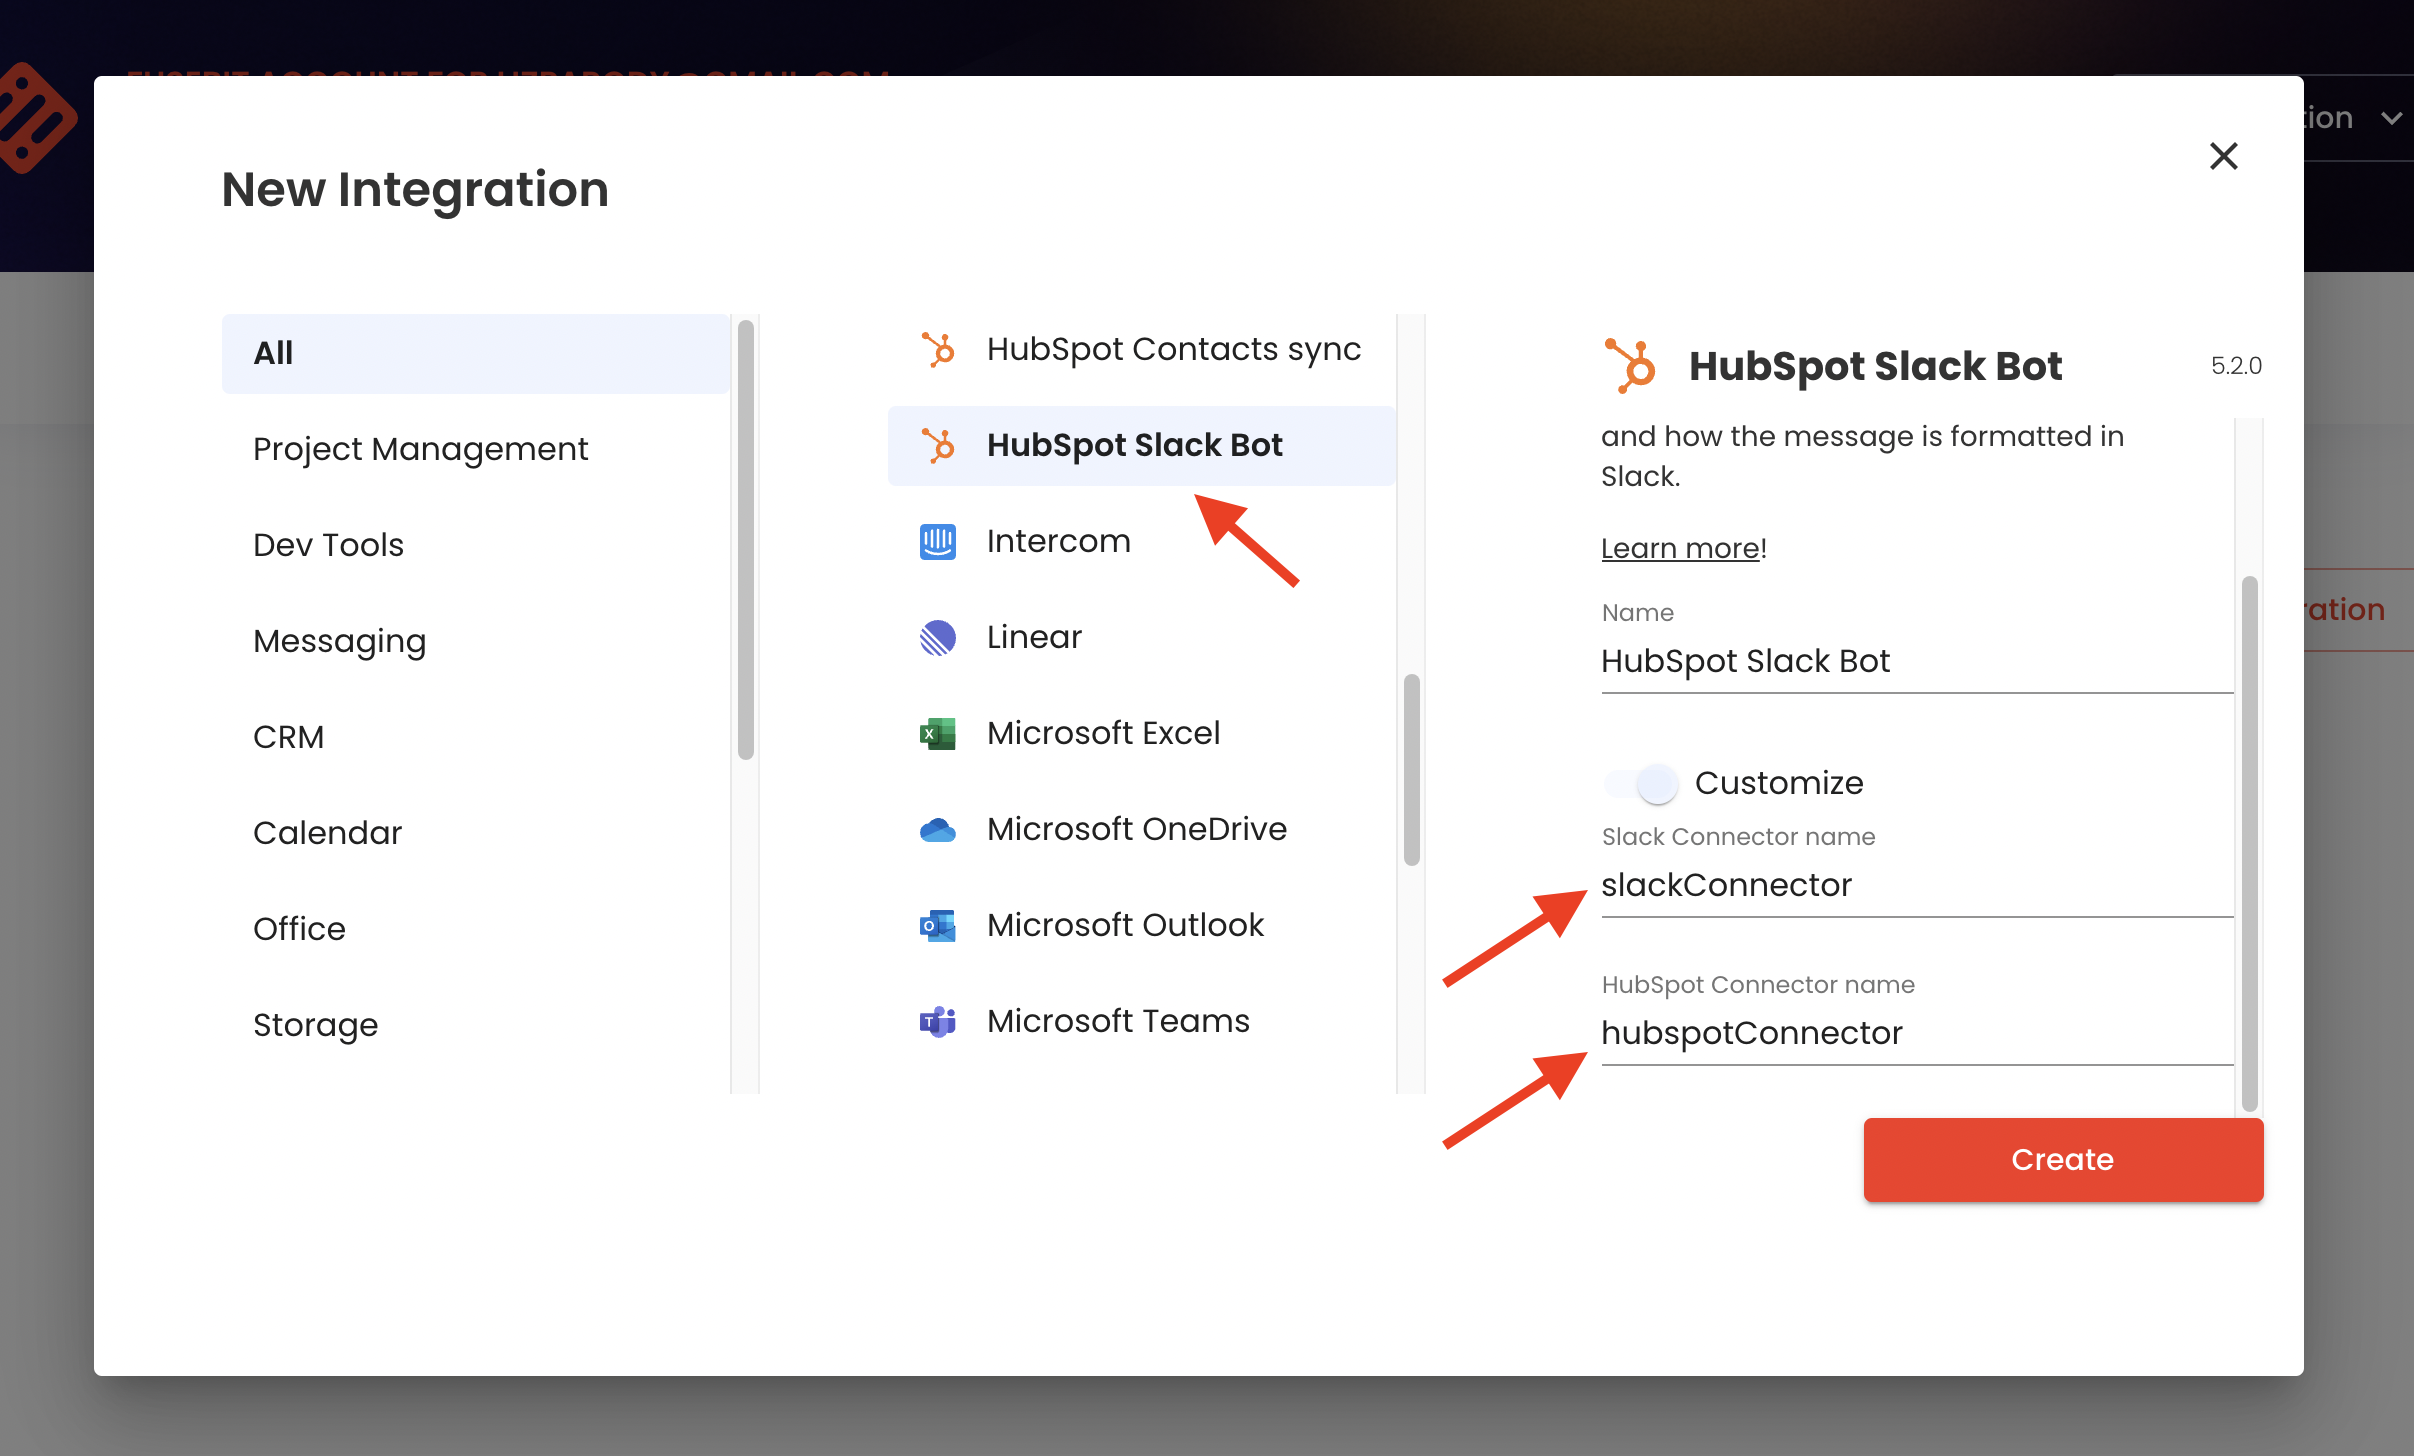 tion
New Integration
All
Project Management
Dev Tools
Messaging
CRM
Calendar
Office
Storage
HubSpot Contacts sync
HubSpot Slack Bot
Intercom
Linear
Microsoft Excel
Microsoft OneDrive
Microsoft Outlook
Microsoft Teams
HubSpot Slack Bot
5.2.0
and how the message is formatted in
Slack.
Learn more!
Name
HubSpot Slack Bot
Customize
Slack Connector name
slackConnector
HubSpot Connector name
hubspotConnector
Create
ration